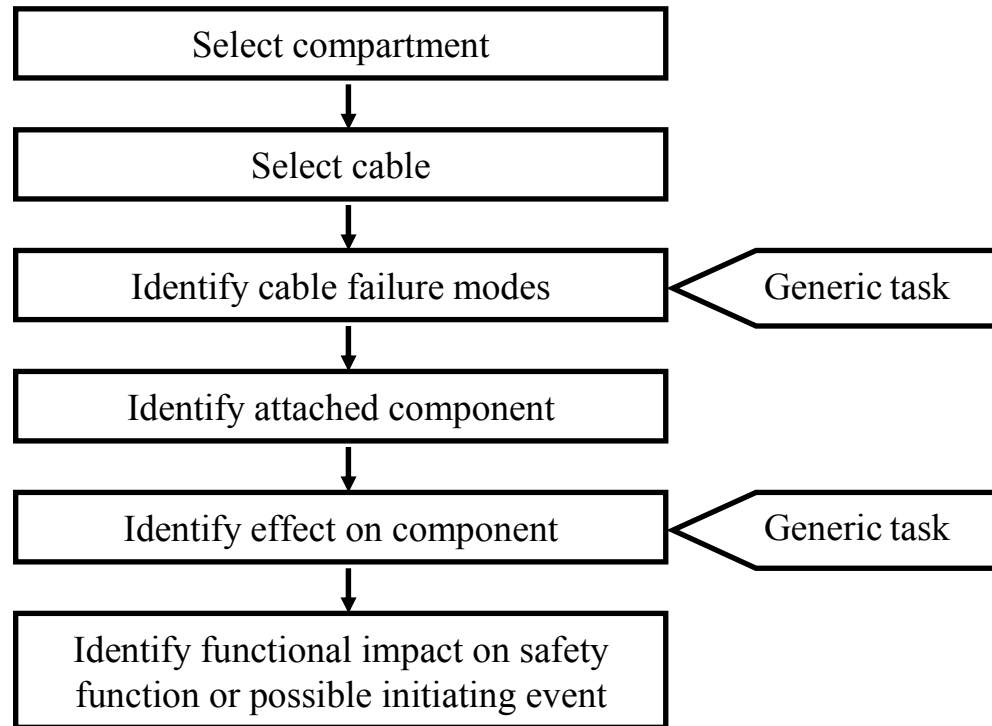 Select compartment
Select cable
Identify cable failure modes
Generic task
Identify attached component
Identify effect on component
Generic task
Identify functional impact on safety
function or possible initiating event